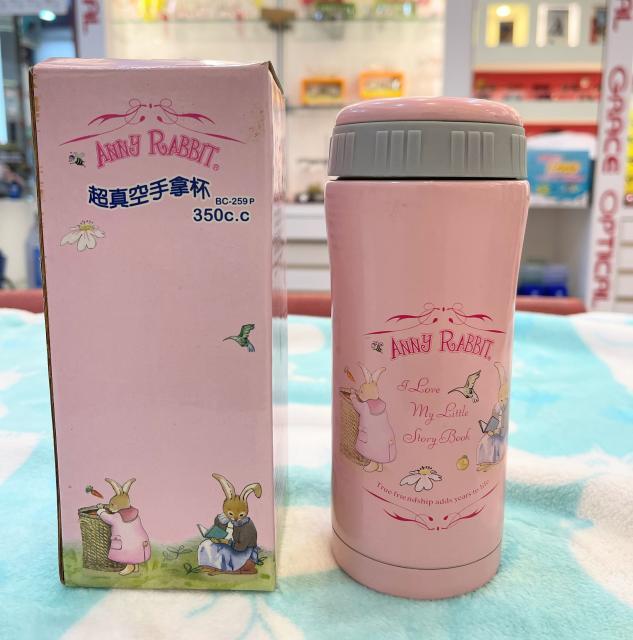 ANNY RABBIT®
超真空手拿杯
BC-259P
350c.c
ANNY RABBIT®
I Love
My Little
Story Book
True friendship adds years to life
GRACE OPTICAL